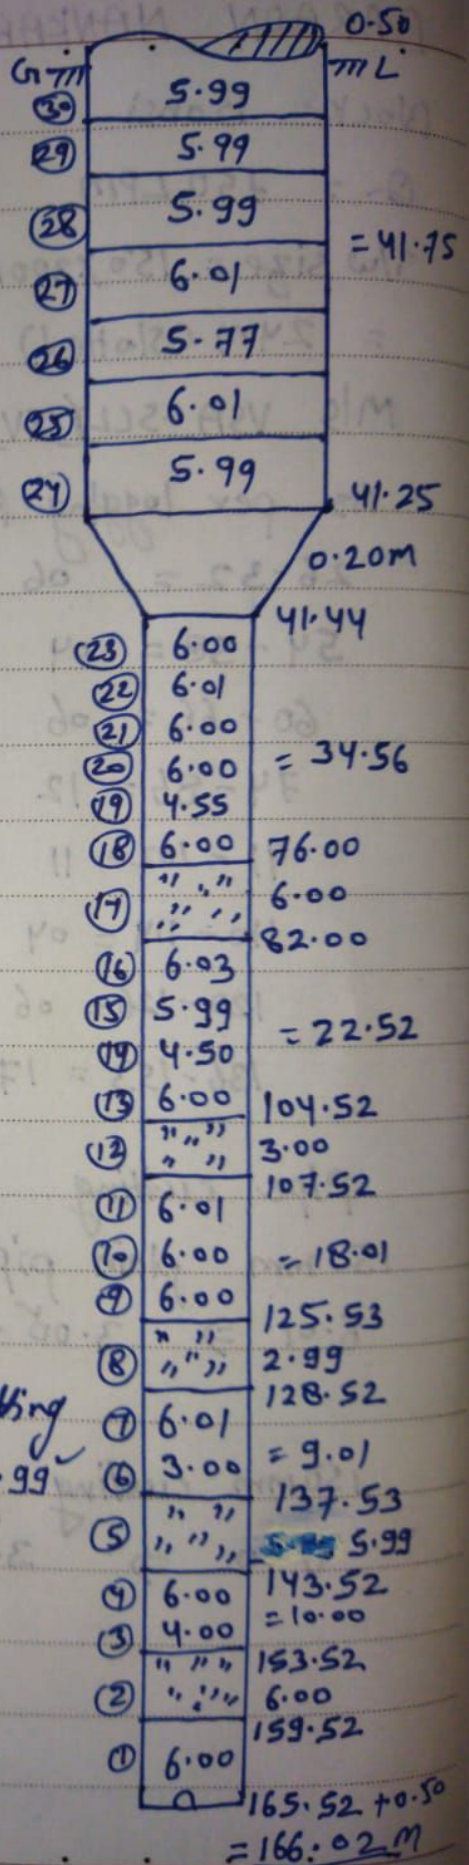 0.50
G L
30 5.99
29 5.99
28 5.99
= 41.75
27 6.01
26 5.77
25 6.01
24 5.99
41.25
0.20m
41.44
23 6.00
22 6.01
21 6.00
20 6.00 = 34.56
19 4.55
18 6.00 76.00
17 " " " 6.00
82.00
16 6.03
15 5.99 = 22.52
14 4.50
13 6.00 104.52
12 " " " 3.00
107.52
11 6.01
10 6.00 = 18.01
9 6.00 125.53
8 " " " 2.99
128.52
7 6.01
6 3.00 = 9.01
.99
137.53
5 " " " 5.99
143.52
4 6.00 = 10.00
3 4.00
153.52
2 " " " 6.00
159.52
1 6.00
165.52 + 0.50
= 166.02 M